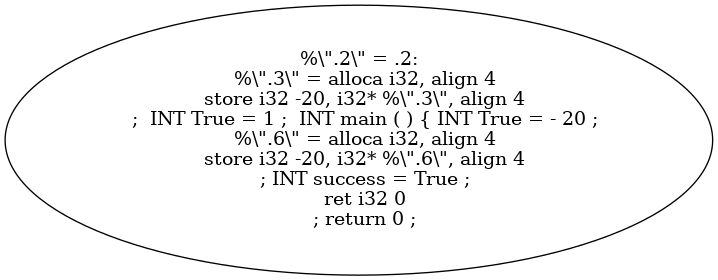 %\".2\" = .2:
%\".3\" = alloca i32, align 4
store i32 -20, i32* %\".3\", align 4
;  INT True = 1 ;  INT main ( ) { INT True = - 20 ;
%\".6\" = alloca i32, align 4
store i32 -20, i32* %\".6\", align 4
; INT success = True ;
ret i32 0
; return 0 ;